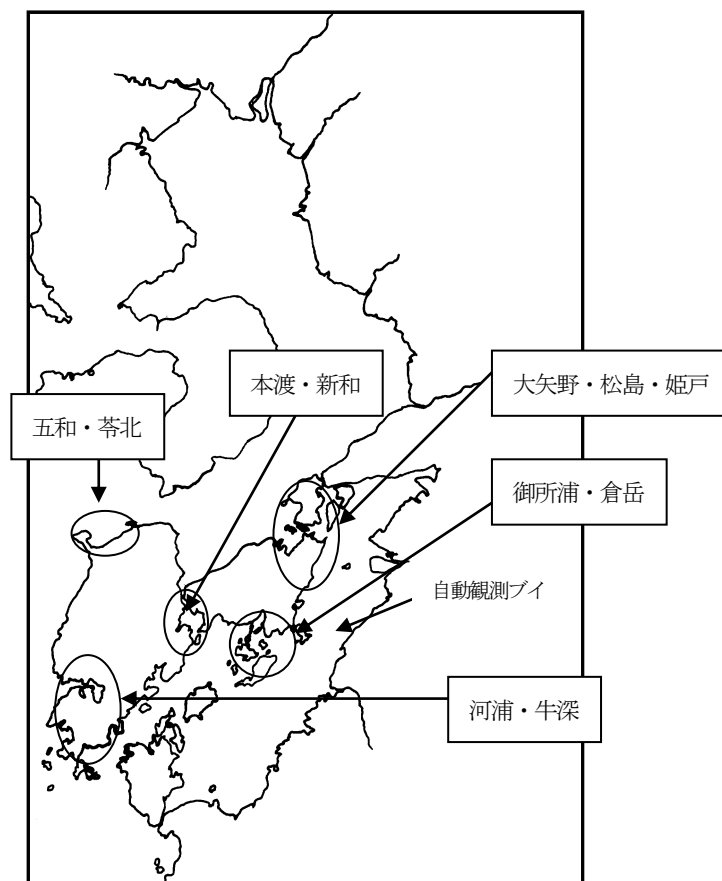 本渡・新和
大矢野・松島・姫戸
五和・苓北
御所浦・倉岳
自動観測ブイ
河浦・牛深